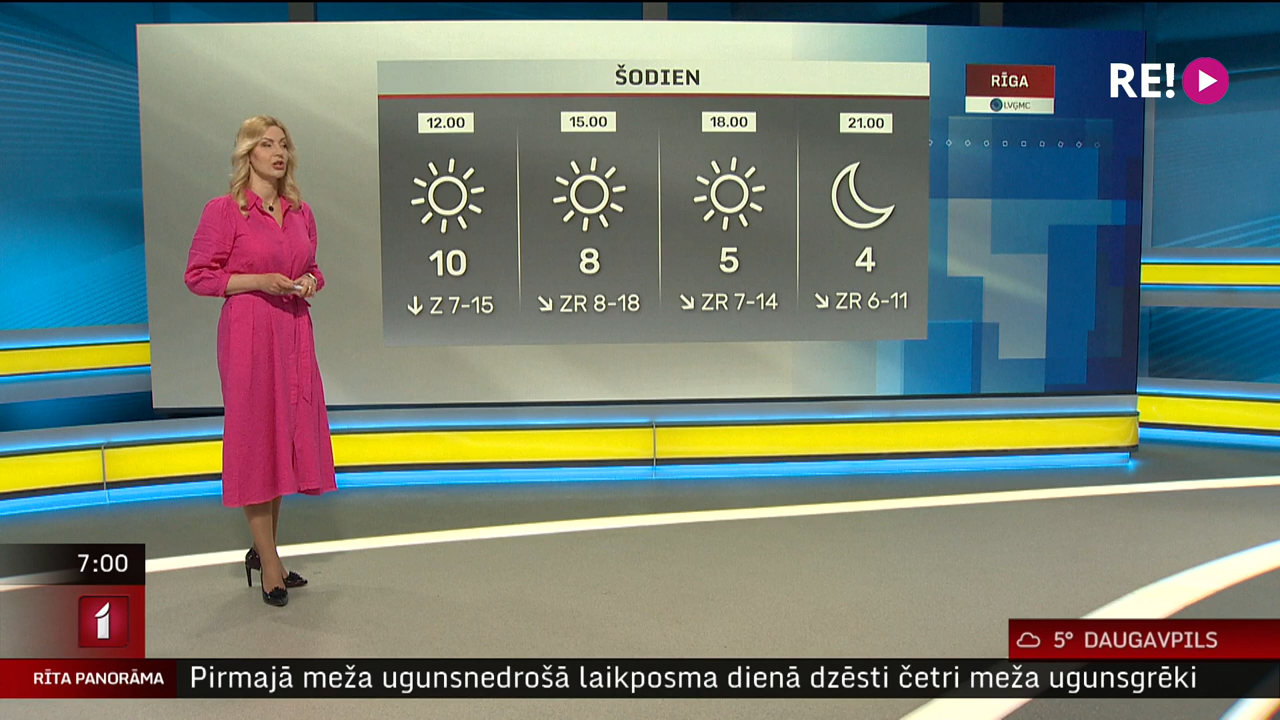 ŠODIEN
RĪGA
LVĢMC
RE!
12.00
15.00
18.00
21.00
10
8
5
4
Z 7-15
ZR 8-18
ZR 7-14
ZR 6-11
7:00
1
5° DAUGAVPILS
RĪTA PANORĀMA
Pirmajā meža ugunsnedrošā laikposma dienā dzēsti četri meža ugunsgrēki